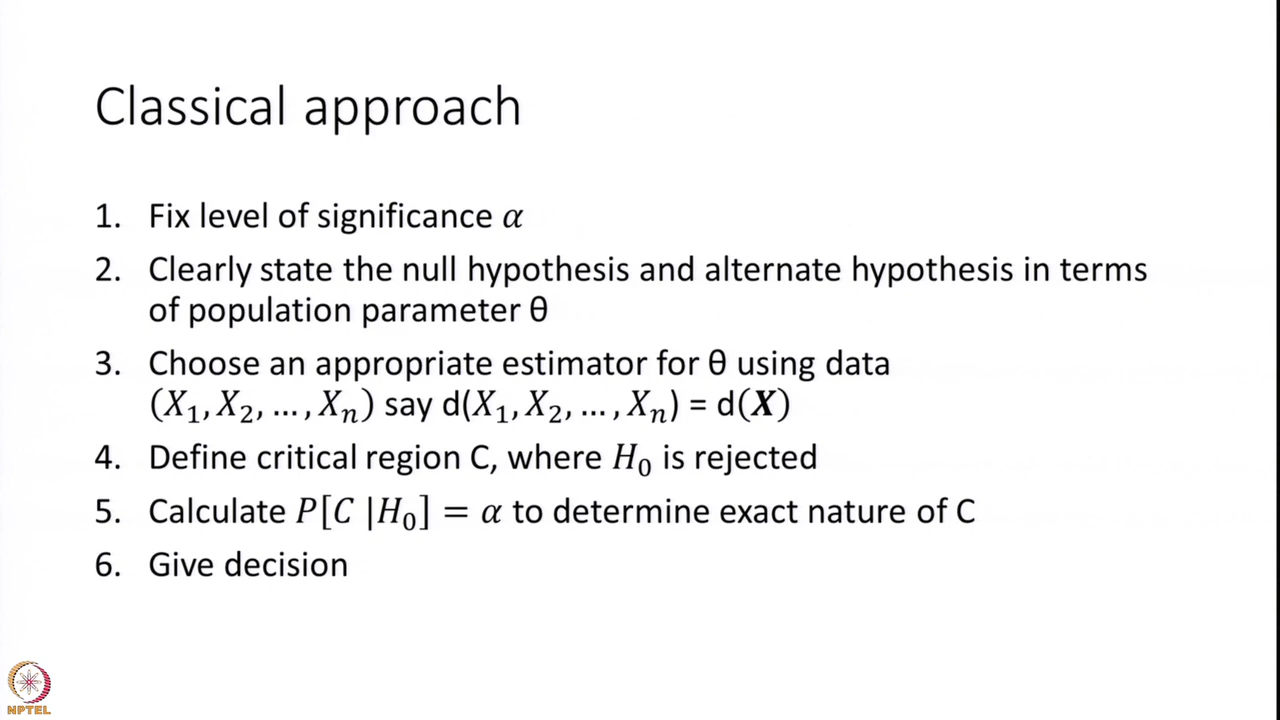 Classical approach
1. Fix level of significance α
2. Clearly state the null hypothesis and alternate hypothesis in terms
of population parameter θ
3. Choose an appropriate estimator for θ using data
(X₁, X₂, …, Xₙ) say d(X₁, X₂, …, Xₙ) = d(X)
4. Define critical region C, where H₀ is rejected
5. Calculate P[C |H₀] = α to determine exact nature of C
6. Give decision
NPTEL